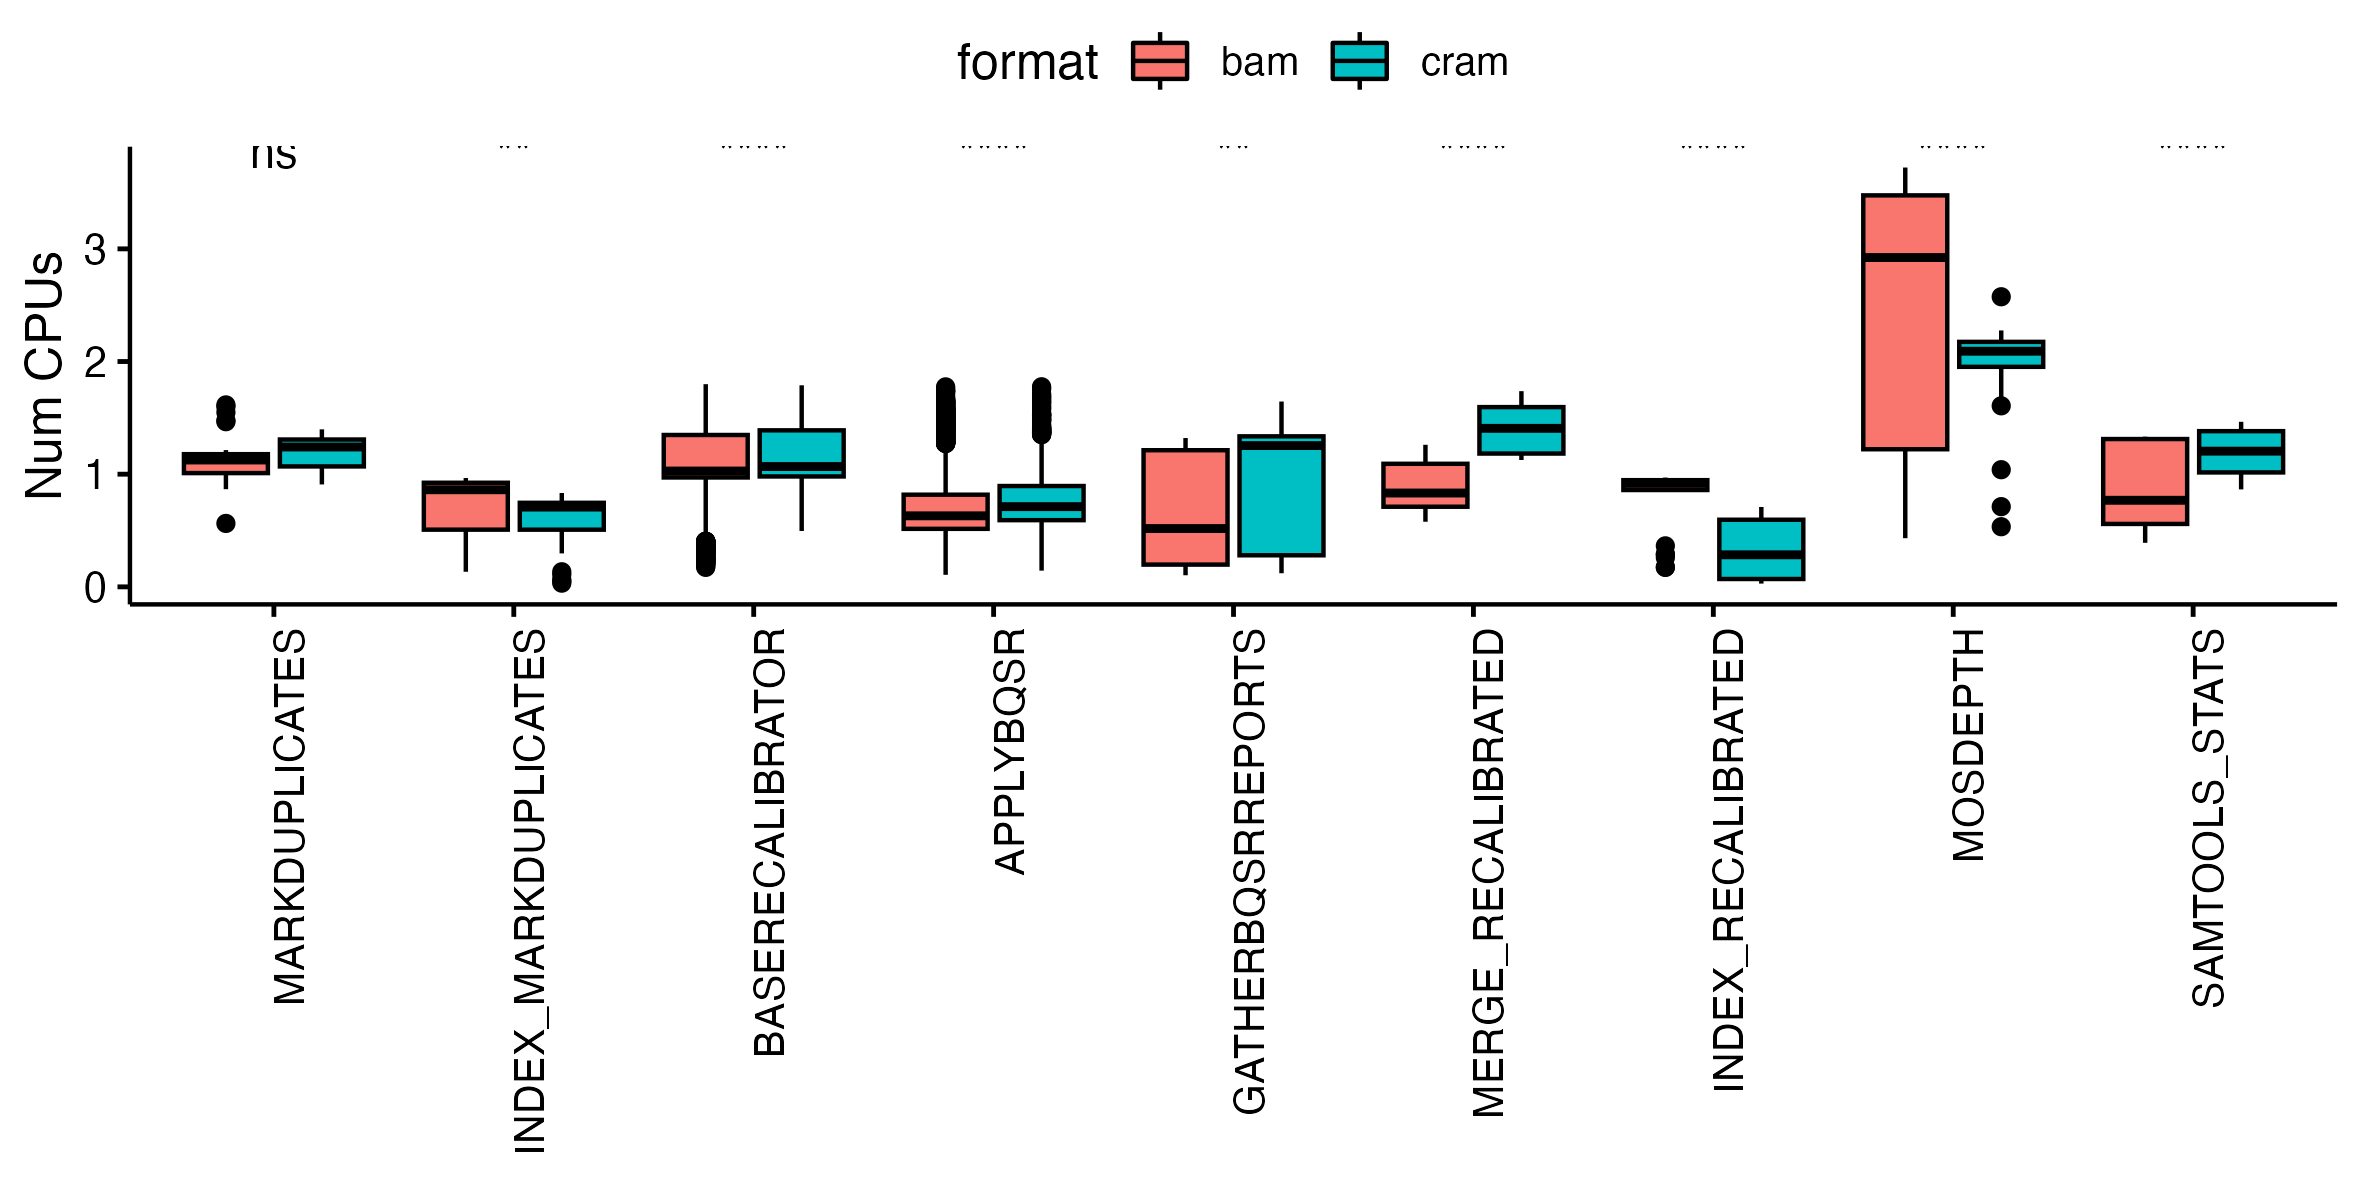 format bam cram
ns ** **** **** ** **** **** **** ****
Num CPUs
3
2
1
0
MARKDUPLICATES
INDEX_MARKDUPLICATES
BASERECALIBRATOR
APPLYBQSR
GATHERBQSRREPORTS
MERGE_RECALIBRATED
INDEX_RECALIBRATED
MOSDEPTH
SAMTOOLS_STATS